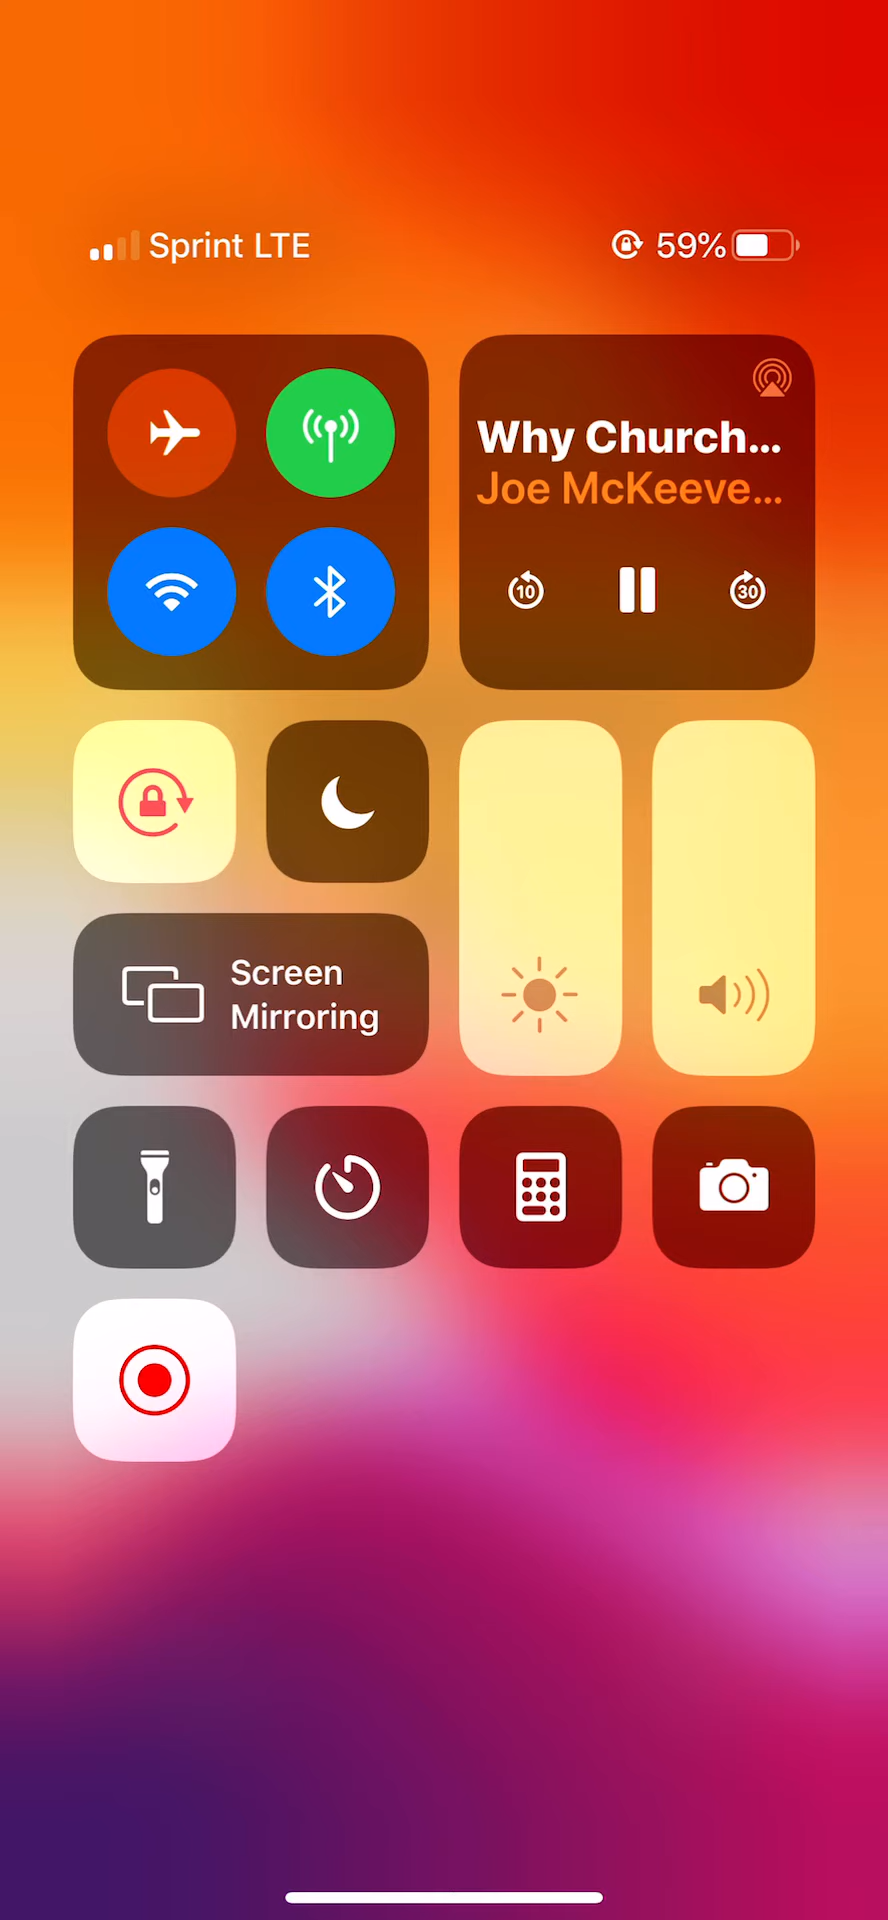 Sprint LTE
59%
Why Church...
Joe McKeeve...
10
30
Screen
Mirroring